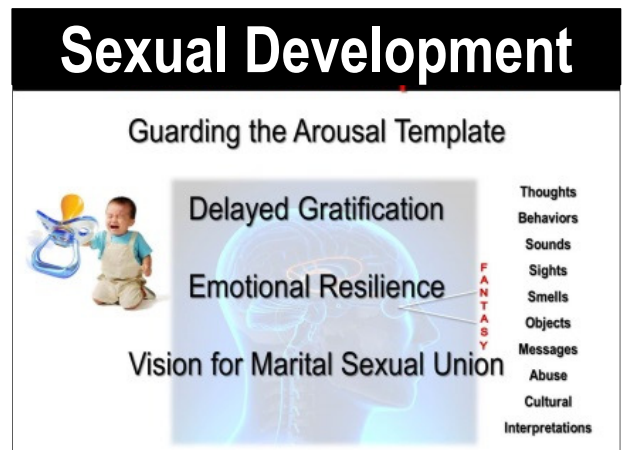 Sexual Development
Guarding the Arousal Template
Delayed Gratification
Emotional Resilience
Vision for Marital Sexual Union
FANTASY
Thoughts
Behaviors
Sounds
Sights
Smells
Objects
Messages
Abuse
Cultural
Interpretations